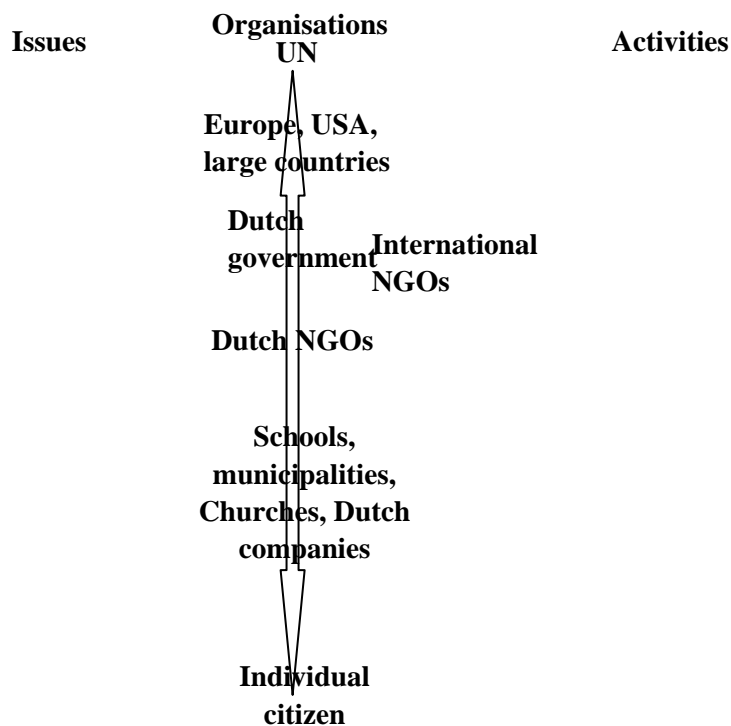 Issues
Organisations
UN
Activities
Europe, USA,
large countries
Dutch
government
International
NGOs
Dutch NGOs
Schools,
municipalities,
Churches, Dutch
companies
Individual
citizen